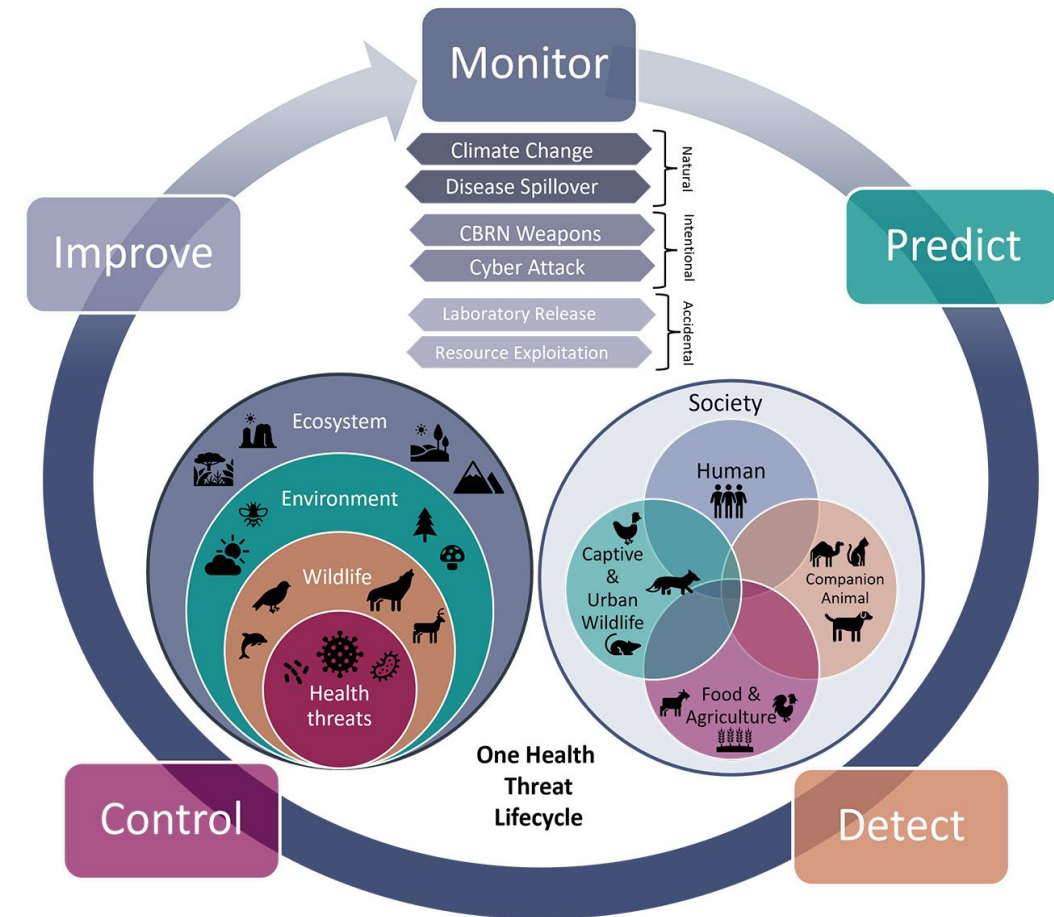 Monitor
Climate Change
Disease Spillover
Natural
CBRN Weapons
Cyber Attack
Intentional
Laboratory Release
Resource Exploitation
Accidental
Improve
Predict
Ecosystem
Environment
Wildlife
Health
threats
Society
Human
Captive
&
Urban
Wildlife
Companion
Animal
Food &
Agriculture
One Health
Threat
Lifecycle
Control
Detect